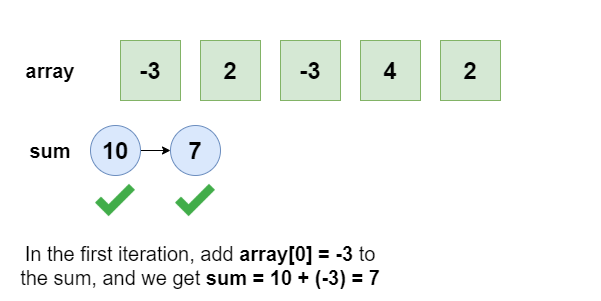 array -3 2 -3 4 2
sum 10 7
In the first iteration, add array[0] = -3 to
the sum, and we get sum = 10 + (-3) = 7